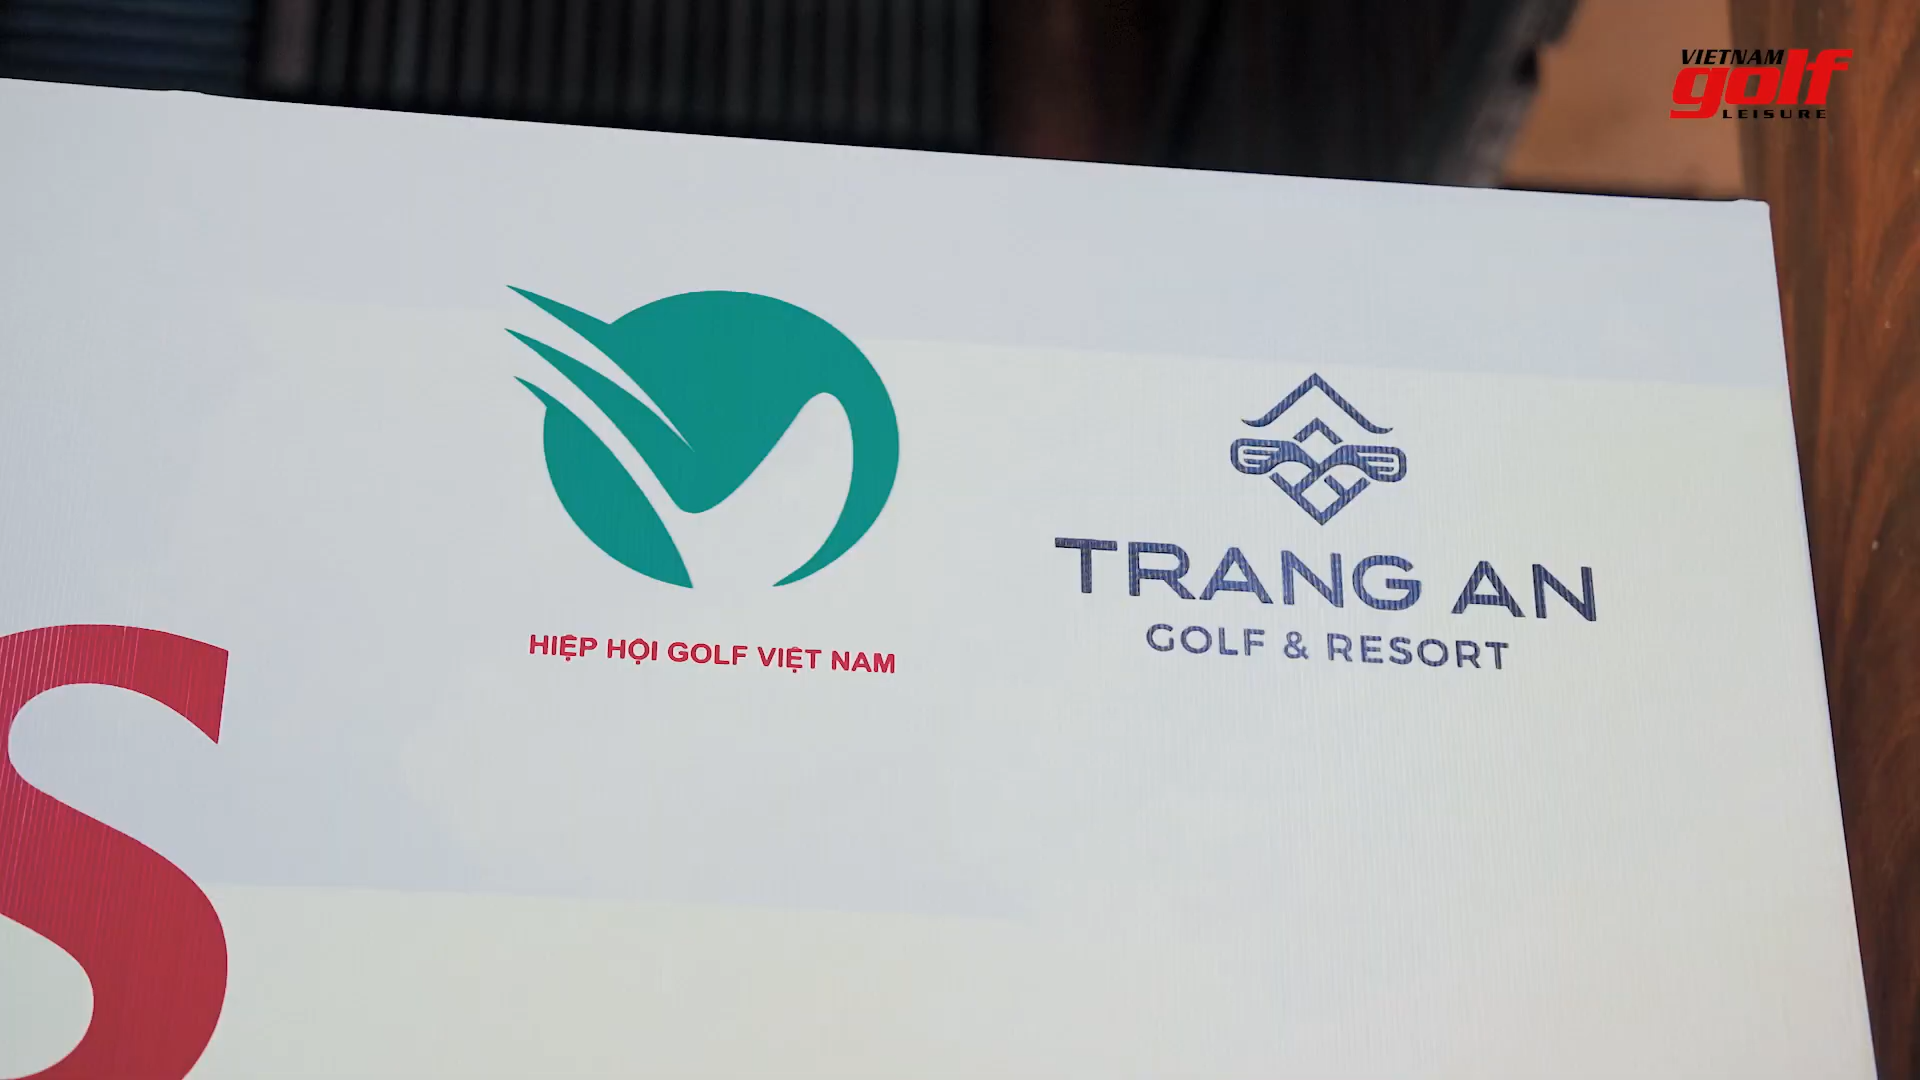 VIETNAM
golf
LEISURE
HIỆP HỘI GOLF VIỆT NAM
TRANG AN
GOLF & RESORT
S